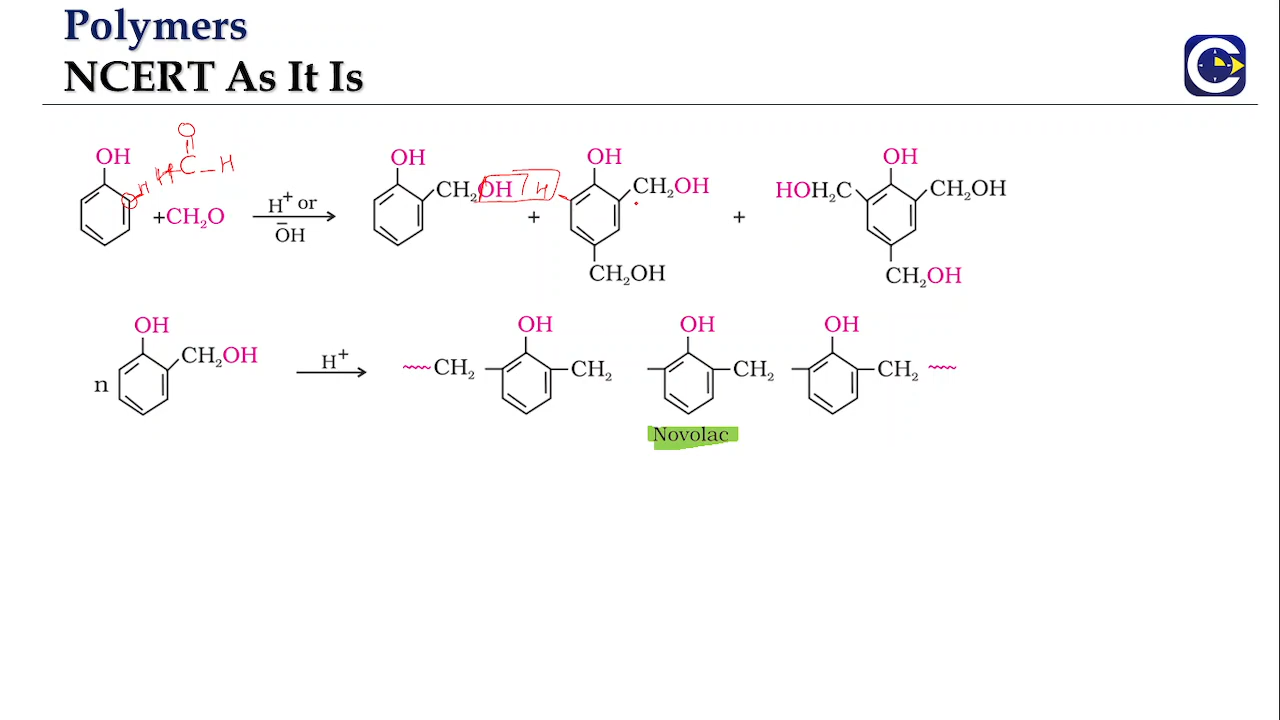 Polymers
NCERT As It Is
O
OH C H OH OH OH
H H
CH₂OH H CH₂OH HOH₂C CH₂OH
+CH₂O H⁺ or + +
O̅H
CH₂OH CH₂OH
OH OH OH OH
n CH₂OH H⁺ CH₂ CH₂ CH₂ CH₂
Novolac